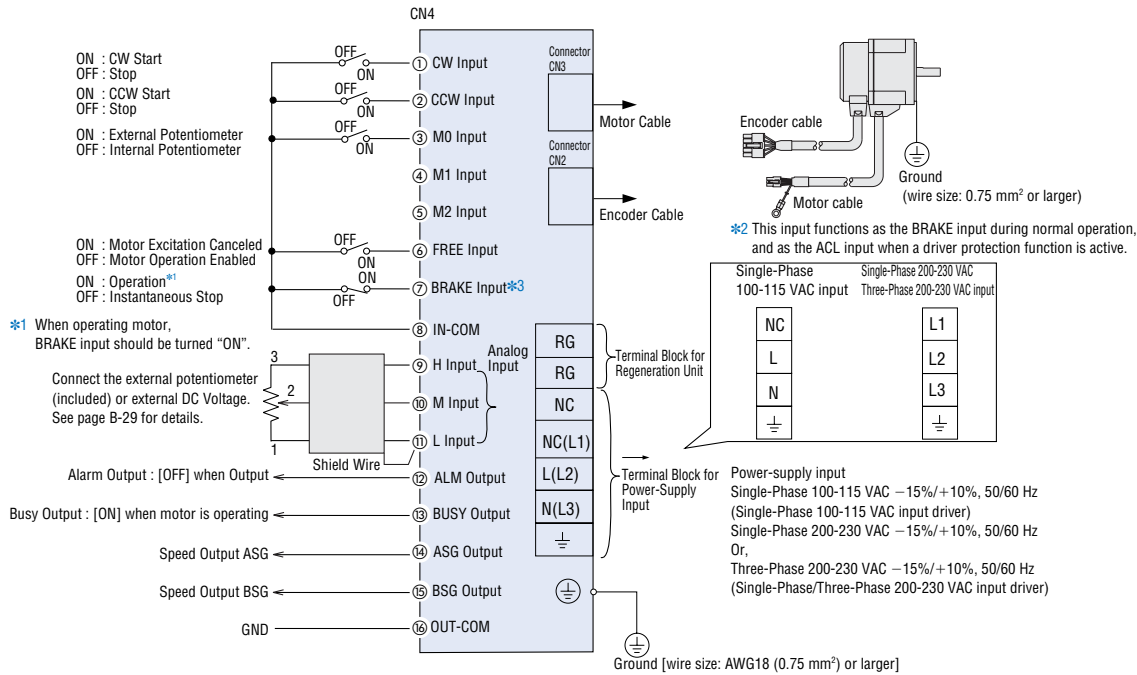 CN4
ON : CW Start
OFF : Stop
OFF
ON
① CW Input
ON : CCW Start
OFF : Stop
OFF
ON
② CCW Input
ON : External Potentiometer
OFF : Internal Potentiometer
OFF
ON
③ M0 Input
④ M1 Input
⑤ M2 Input
ON : Motor Excitation Canceled
OFF : Motor Operation Enabled
OFF
ON
⑥ FREE Input
ON : Operation*1
OFF : Instantaneous Stop
ON
OFF
⑦ BRAKE Input*3
*1 When operating motor,
BRAKE input should be turned “ON”.
⑧ IN-COM
Connect the external potentiometer
(included) or external DC Voltage.
See page B-29 for details.
3
2
1
Shield Wire
⑨ H Input
⑩ M Input
⑪ L Input
Analog
Input
Alarm Output : [OFF] when Output
⑫ ALM Output
Busy Output : [ON] when motor is operating
⑬ BUSY Output
Speed Output ASG
⑭ ASG Output
Speed Output BSG
⑮ BSG Output
GND
⑯ OUT-COM
Connector
CN3
Motor Cable
Connector
CN2
Encoder Cable
RG
RG
NC
NC(L1)
L(L2)
N(L3)
Terminal Block for
Regeneration Unit
Terminal Block for
Power-Supply
Input
Ground [wire size: AWG18 (0.75 mm²) or larger]
Encoder cable
Motor cable
Ground
(wire size: 0.75 mm² or larger)
*2 This input functions as the BRAKE input during normal operation,
and as the ACL input when a driver protection function is active.
Single-Phase
100-115 VAC input
NC
L
N
Single-Phase 200-230 VAC
Three-Phase 200-230 VAC input
L1
L2
L3
Power-supply input
Single-Phase 100-115 VAC −15%/+10%, 50/60 Hz
(Single-Phase 100-115 VAC input driver)
Single-Phase 200-230 VAC −15%/+10%, 50/60 Hz
Or,
Three-Phase 200-230 VAC −15%/+10%, 50/60 Hz
(Single-Phase/Three-Phase 200-230 VAC input driver)